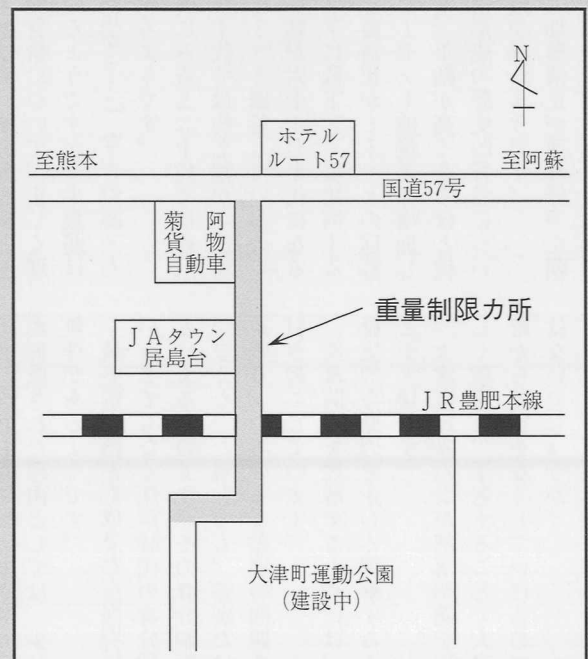 N
ホテル
ルート57
至熊本
至阿蘇
国道57号
菊 阿
貨 物
自動車
重量制限カ所
JAタウン
居島台
JR豊肥本線
大津町運動公園
(建設中)